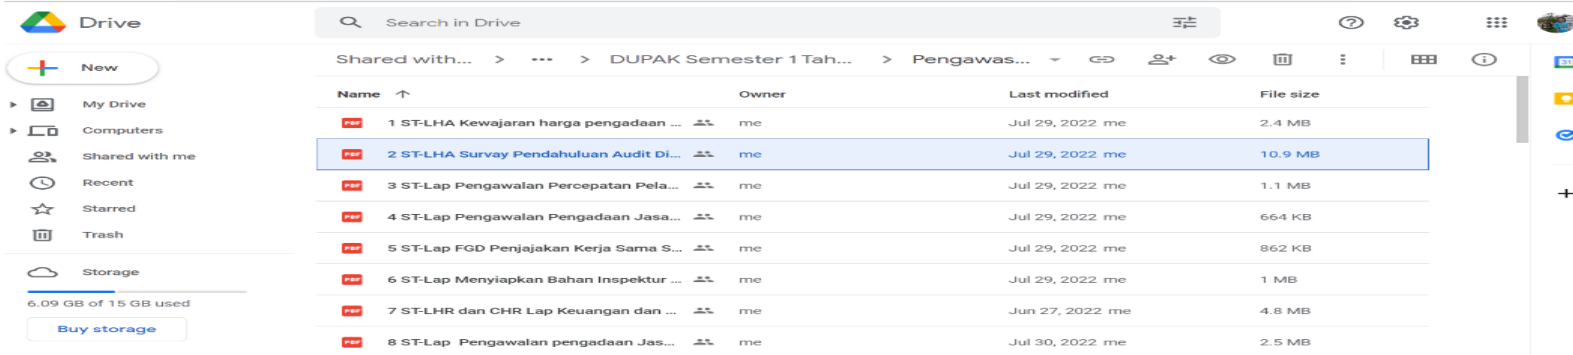 Drive
Search in Drive
New
My Drive
Computers
Shared with me
Recent
Starred
Trash
Storage
6.09 GB of 15 GB used
Buy storage
Shared with... > ... > DUPAK Semester 1 Tah... > Pengawas...
Name Owner Last modified File size
PDF 1 ST-LHA Kewajaran harga pengadaan ... me Jul 29, 2022 me 2.4 MB
PDF 2 ST-LHA Survay Pendahuluan Audit Di... me Jul 29, 2022 me 10.9 MB
PDF 3 ST-Lap Pengawalan Percepatan Pela... me Jul 29, 2022 me 1.1 MB
PDF 4 ST-Lap Pengawalan Pengadaan Jasa... me Jul 29, 2022 me 664 KB
PDF 5 ST-Lap FGD Penjajakan Kerja Sama S... me Jul 29, 2022 me 862 KB
PDF 6 ST-Lap Menyiapkan Bahan Inspektur ... me Jul 29, 2022 me 1 MB
PDF 7 ST-LHR dan CHR Lap Keuangan dan ... me Jun 27, 2022 me 4.8 MB
PDF 8 ST-Lap Pengawalan pengadaan Jas... me Jul 30, 2022 me 2.5 MB
31